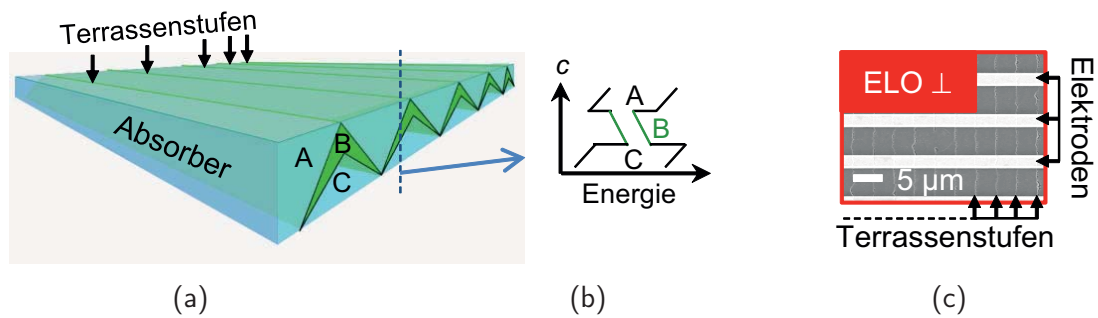 Terrassenstufen
Absorber
A
B
C
(a)
c
A
B
C
Energie
(b)
ELO ⊥
5 µm
Elektroden
Terrassenstufen
(c)